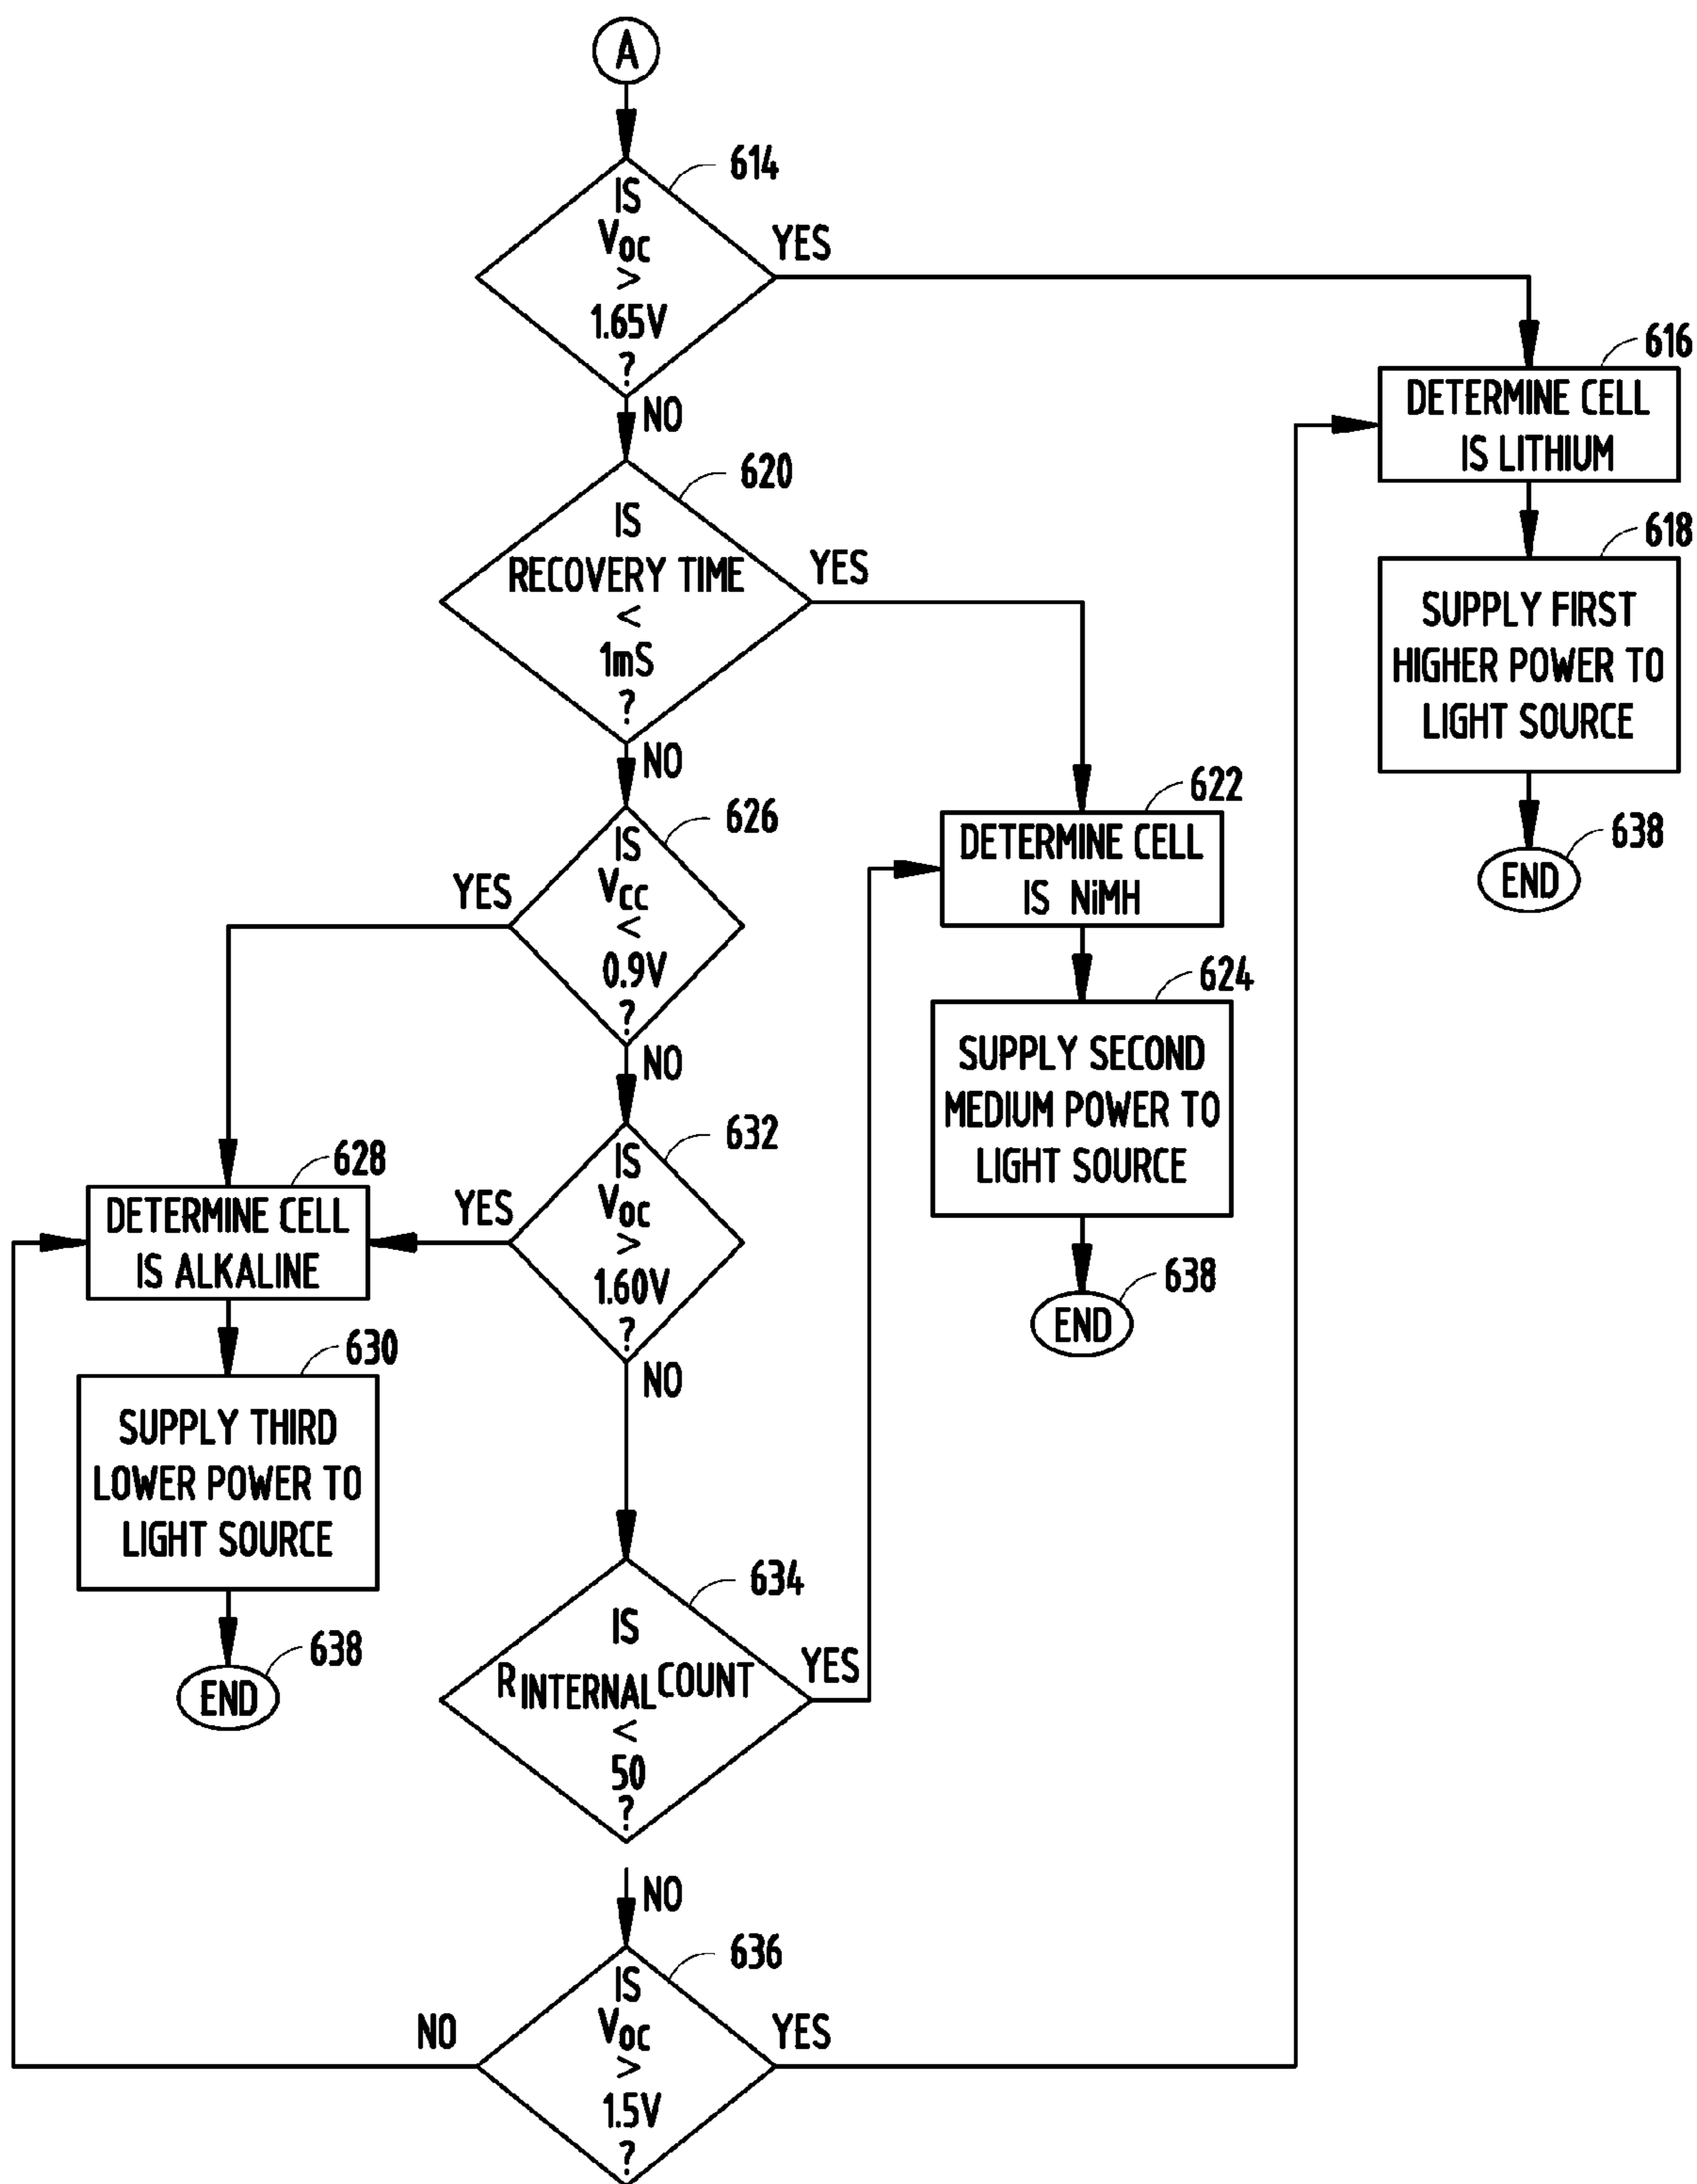 A
614
IS
VOC
>
1.65V
?
YES
NO
616
DETERMINE CELL
IS LITHIUM
618
SUPPLY FIRST
HIGHER POWER TO
LIGHT SOURCE
638
END
620
IS
RECOVERY TIME
<
1mS
?
YES
NO
622
DETERMINE CELL
IS NiMH
624
SUPPLY SECOND
MEDIUM POWER TO
LIGHT SOURCE
638
END
626
IS
VCC
<
0.9V
?
YES
NO
628
DETERMINE CELL
IS ALKALINE
630
SUPPLY THIRD
LOWER POWER TO
LIGHT SOURCE
638
END
632
IS
VOC
>
1.60V
?
YES
NO
634
IS
RINTERNAL COUNT
<
50
?
YES
NO
636
IS
VOC
>
1.5V
?
NO
YES